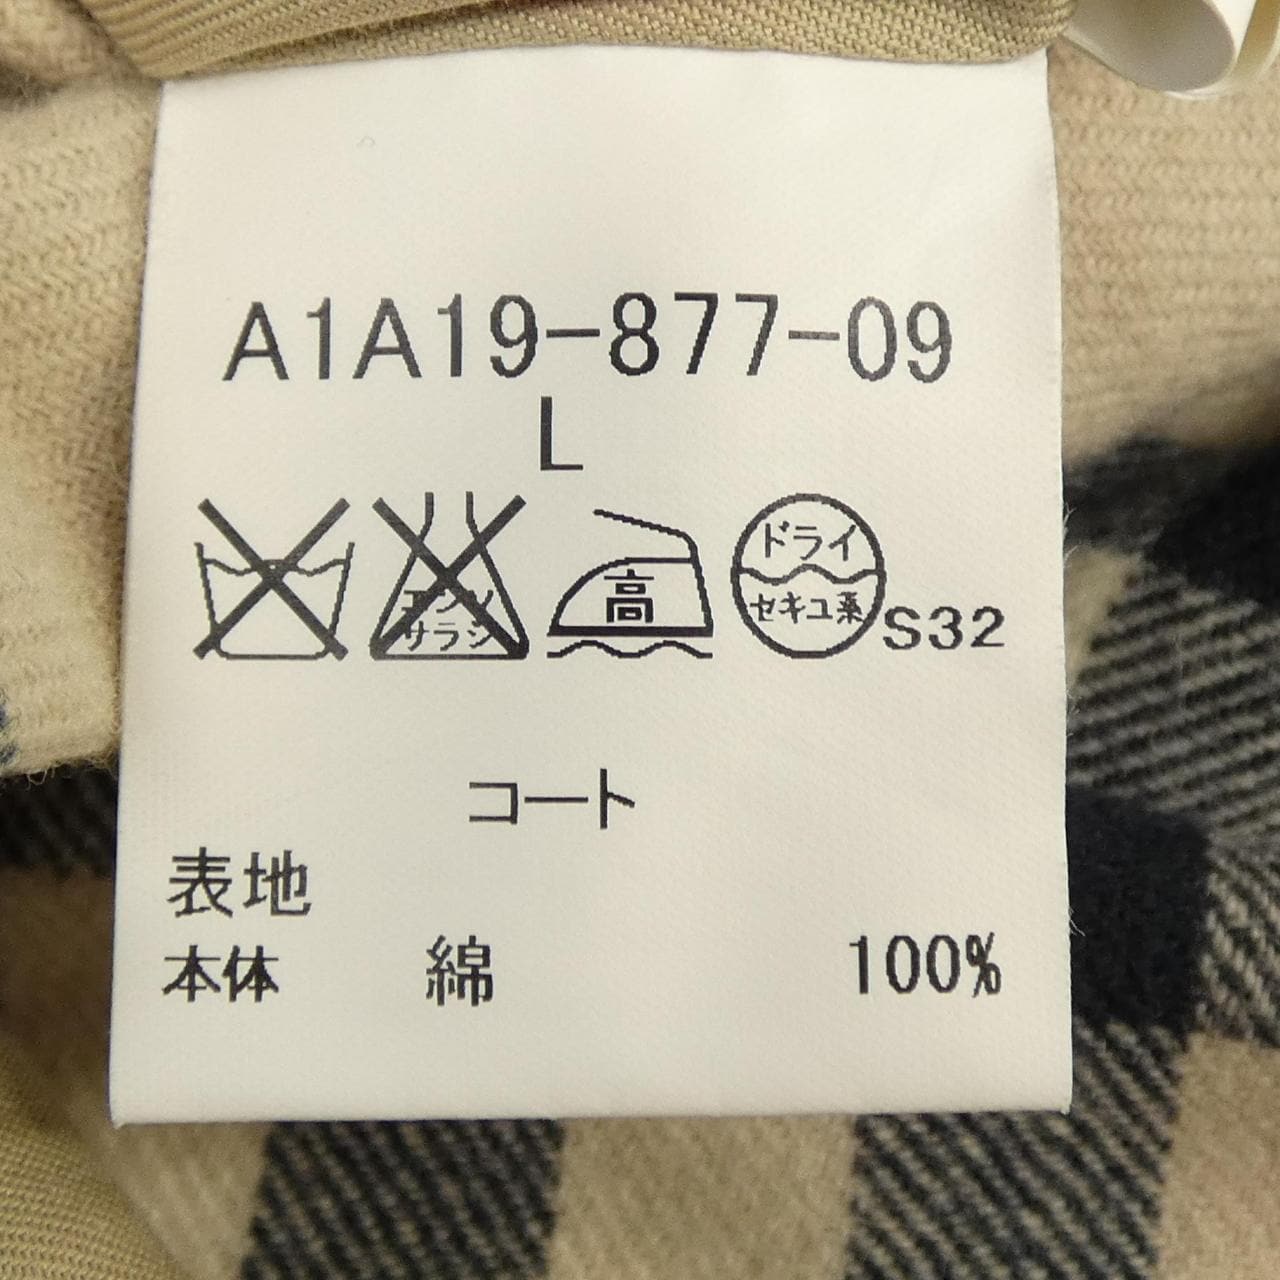 A1A19-877-09
L
エンソ
サラシ
高
ドライ
セキユ系
S32
コート
表地
本体 綿 100%